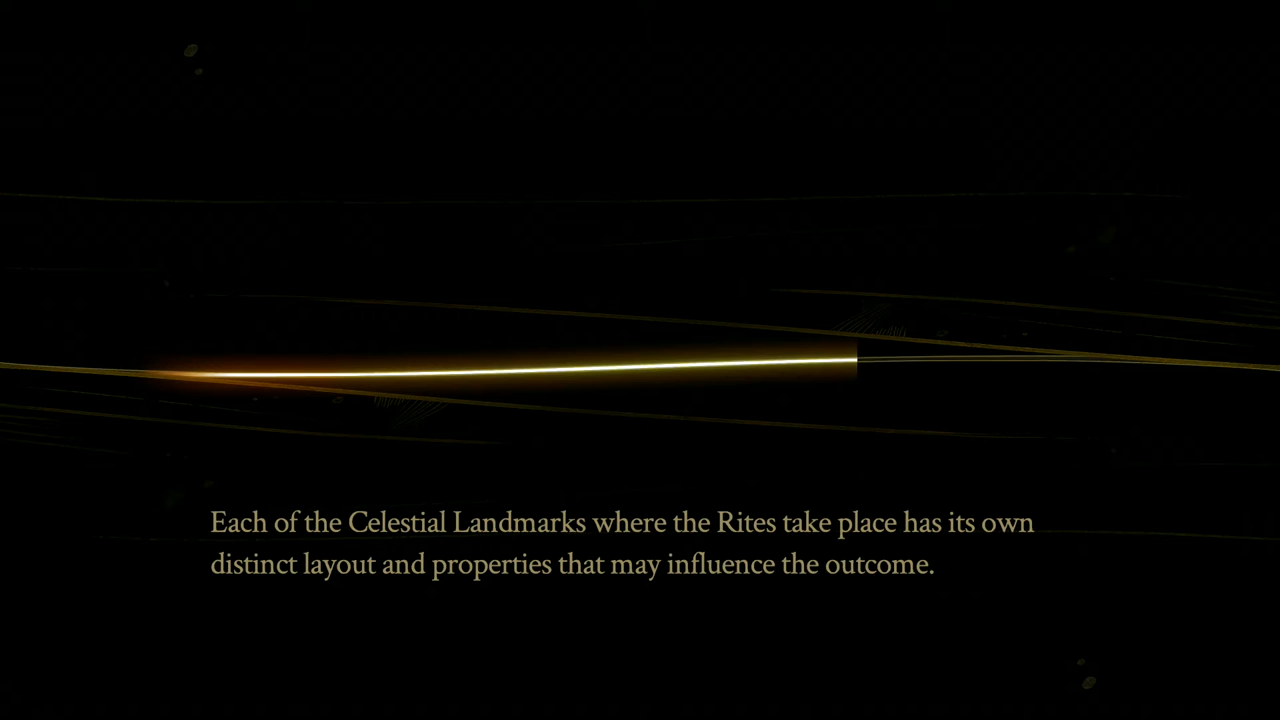 Each of the Celestial Landmarks where the Rites take place has its own
distinct layout and properties that may influence the outcome.